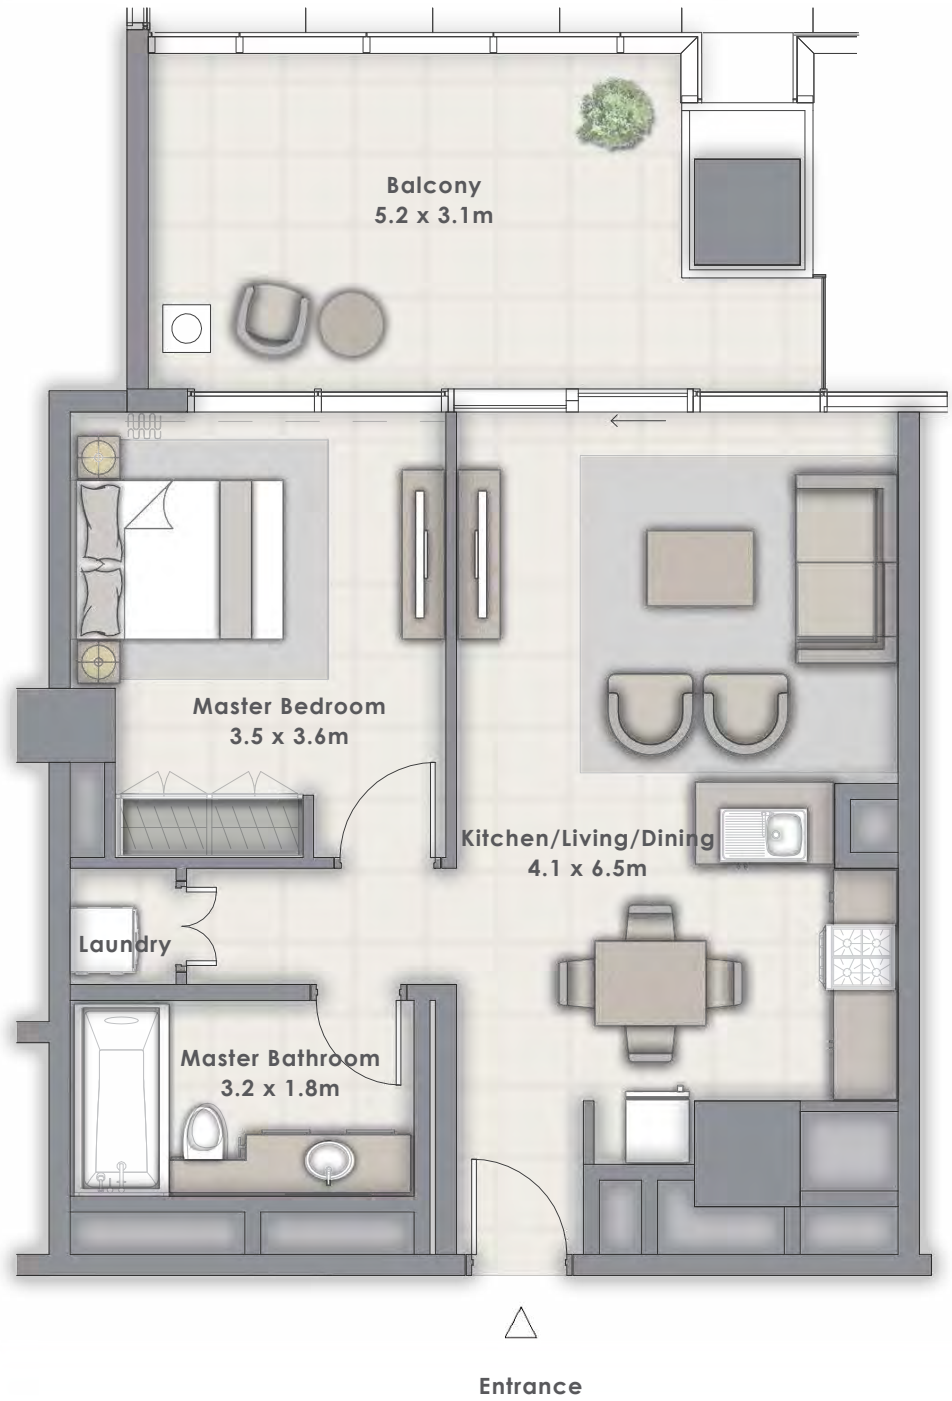 Balcony
5.2 x 3.1m
Master Bedroom
3.5 x 3.6m
Kitchen/Living/Dining
4.1 x 6.5m
Laundry
Master Bathroom
3.2 x 1.8m
Entrance